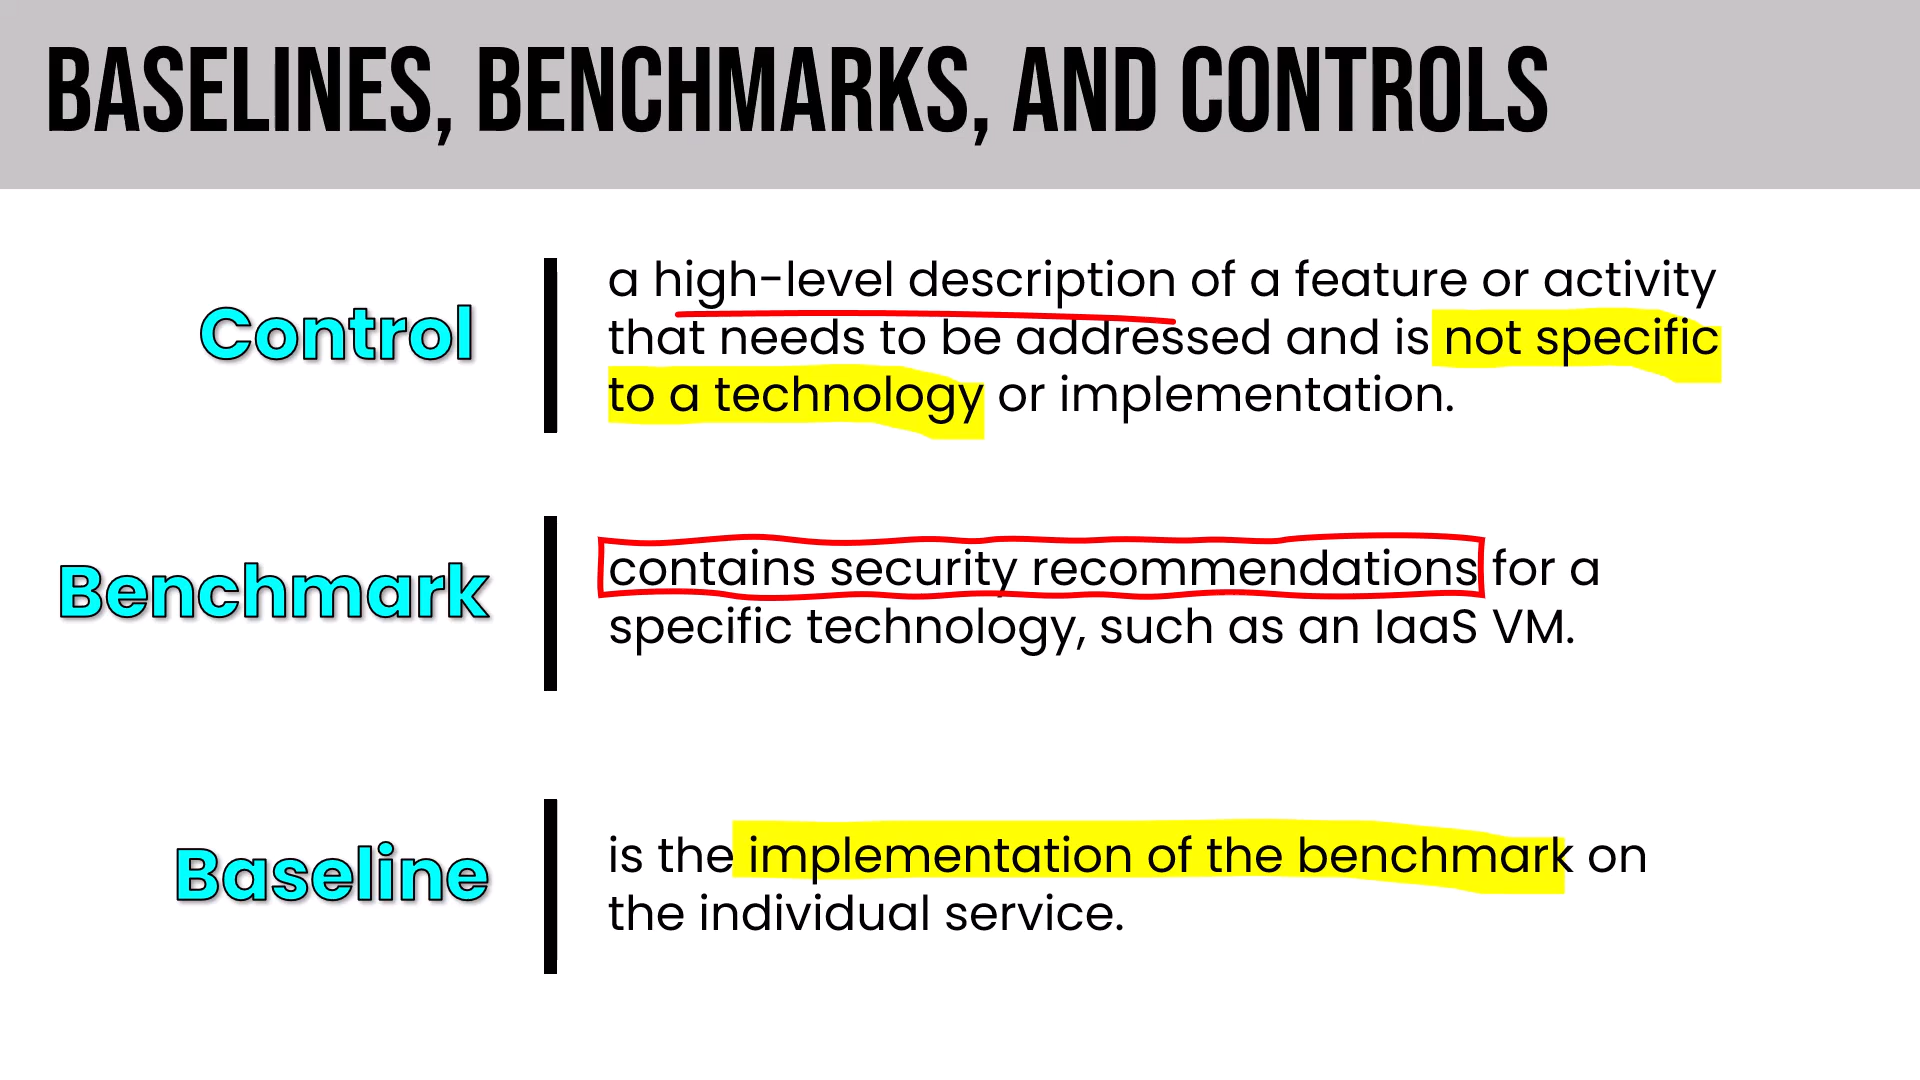 BASELINES, BENCHMARKS, AND CONTROLS
Control
a high-level description of a feature or activity
that needs to be addressed and is not specific
to a technology or implementation.
Benchmark
contains security recommendations for a
specific technology, such as an IaaS VM.
Baseline
is the implementation of the benchmark on
the individual service.